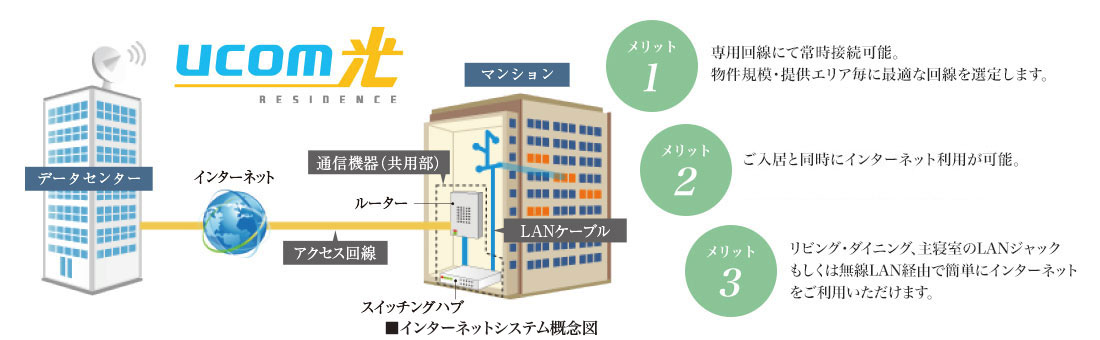 UCOM光
RESIDENCE
データセンター
インターネット
アクセス回線
マンション
通信機器（共用部）
ルーター
LANケーブル
スイッチングハブ
■インターネットシステム概念図
メリット
1
専用回線にて常時接続可能。
物件規模・提供エリア毎に最適な回線を選定します。
メリット
2
ご入居と同時にインターネット利用が可能。
メリット
3
リビング・ダイニング、主寝室のLANジャック
もしくは無線LAN経由で簡単にインターネット
をご利用いただけます。